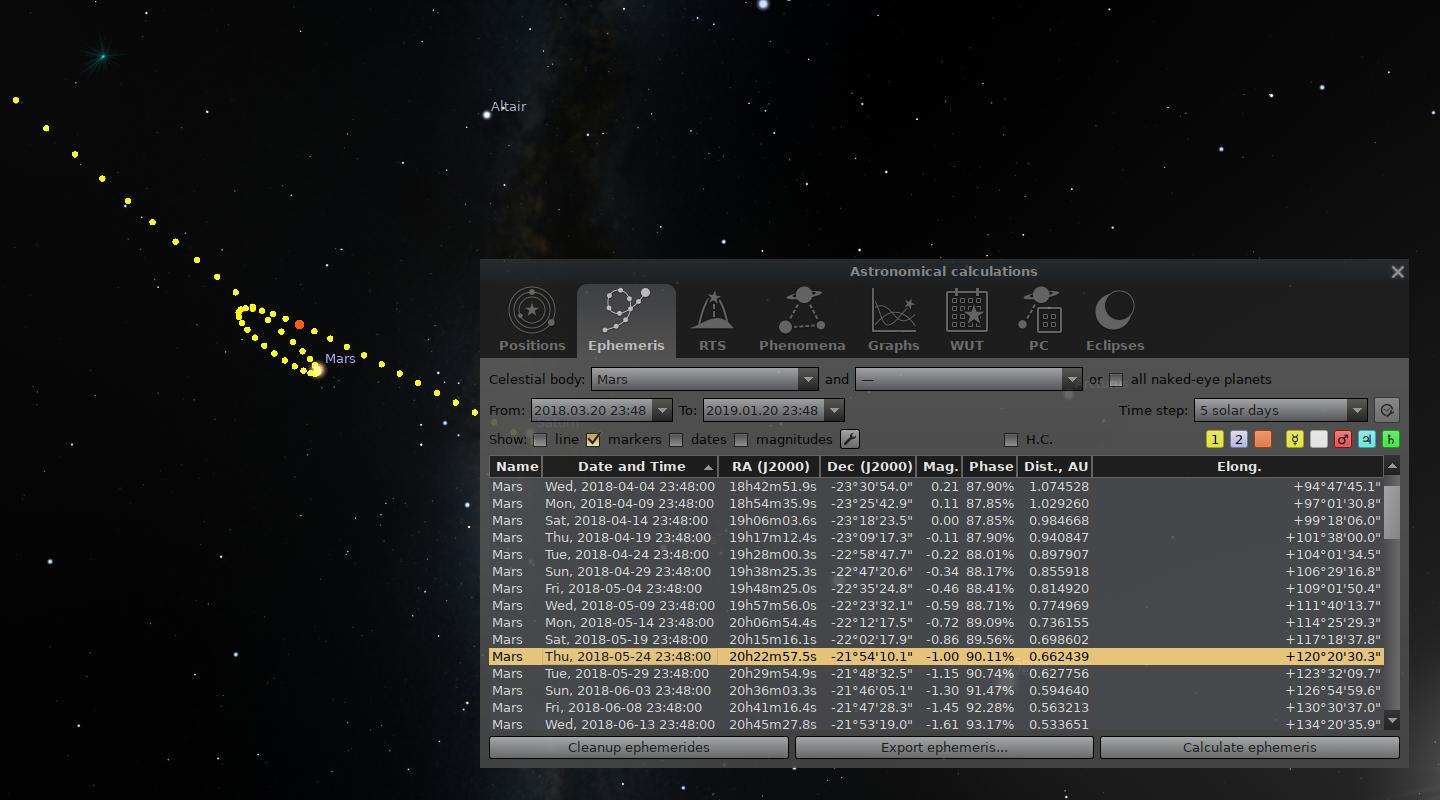 Altair
Mars
Saturn
Astronomical calculations
Positions Ephemeris RTS Phenomena Graphs WUT PC Eclipses
Celestial body: Mars and — or all naked-eye planets
From: 2018.03.20 23:48 To: 2019.01.20 23:48 Time step: 5 solar days
Show: line markers dates magnitudes H.C. 1 2 ☿ ♂ ♃ ♄
Name Date and Time RA (J2000) Dec (J2000) Mag. Phase Dist., AU Elong.
Mars Wed, 2018-04-04 23:48:00 18h42m51.9s -23°30'54.0" 0.21 87.90% 1.074528 +94°47'45.1"
Mars Mon, 2018-04-09 23:48:00 18h54m35.9s -23°25'42.9" 0.11 87.85% 1.029260 +97°01'30.8"
Mars Sat, 2018-04-14 23:48:00 19h06m03.6s -23°18'23.5" 0.00 87.85% 0.984668 +99°18'06.0"
Mars Thu, 2018-04-19 23:48:00 19h17m12.4s -23°09'17.3" -0.11 87.90% 0.940847 +101°38'00.0"
Mars Tue, 2018-04-24 23:48:00 19h28m00.3s -22°58'47.7" -0.22 88.01% 0.897907 +104°01'34.5"
Mars Sun, 2018-04-29 23:48:00 19h38m25.3s -22°47'20.6" -0.34 88.17% 0.855918 +106°29'16.8"
Mars Fri, 2018-05-04 23:48:00 19h48m25.0s -22°35'24.8" -0.46 88.41% 0.814920 +109°01'50.4"
Mars Wed, 2018-05-09 23:48:00 19h57m56.0s -22°23'32.1" -0.59 88.71% 0.774969 +111°40'13.7"
Mars Mon, 2018-05-14 23:48:00 20h06m54.4s -22°12'17.5" -0.72 89.09% 0.736155 +114°25'29.3"
Mars Sat, 2018-05-19 23:48:00 20h15m16.1s -22°02'17.9" -0.86 89.56% 0.698602 +117°18'37.8"
Mars Thu, 2018-05-24 23:48:00 20h22m57.5s -21°54'10.1" -1.00 90.11% 0.662439 +120°20'30.3"
Mars Tue, 2018-05-29 23:48:00 20h29m54.9s -21°48'32.5" -1.15 90.74% 0.627756 +123°32'09.7"
Mars Sun, 2018-06-03 23:48:00 20h36m03.3s -21°46'05.1" -1.30 91.47% 0.594640 +126°54'59.6"
Mars Fri, 2018-06-08 23:48:00 20h41m16.4s -21°47'28.3" -1.45 92.28% 0.563213 +130°30'37.0"
Mars Wed, 2018-06-13 23:48:00 20h45m27.8s -21°53'19.0" -1.61 93.17% 0.533651 +134°20'35.9"
Cleanup ephemerides Export ephemeris... Calculate ephemeris